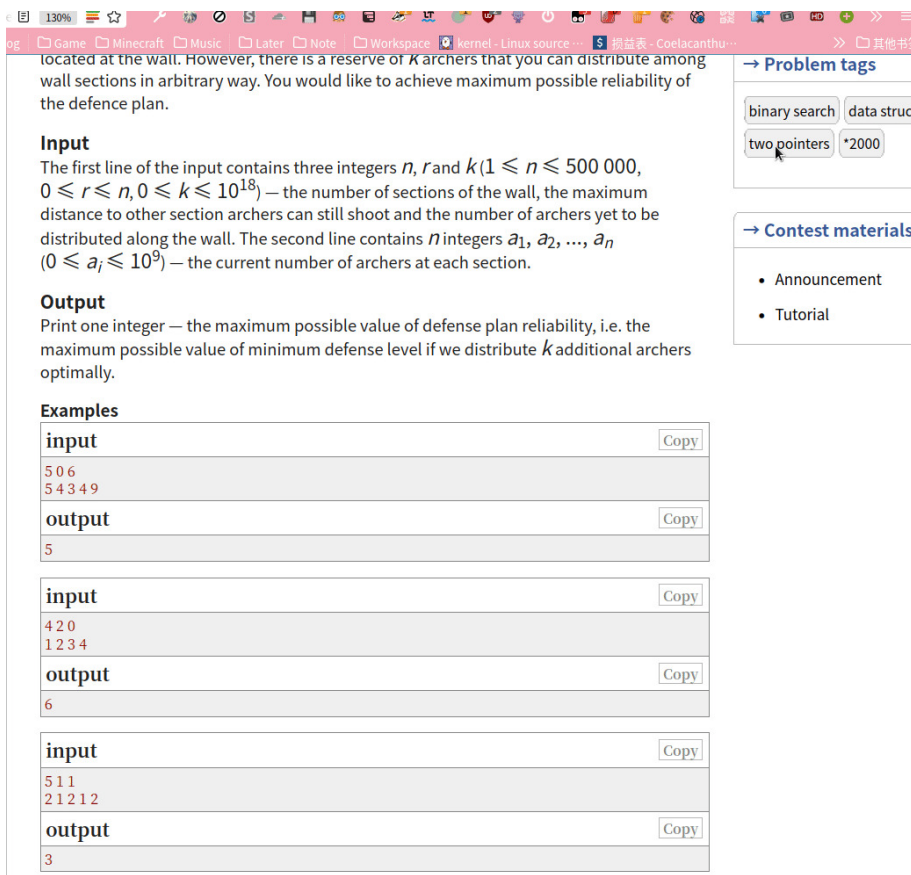 130%
og Game Minecraft Music Later Note Workspace kernel - Linux source ··· 损益表 - Coelacanthu··· 其他书
located at the wall. However, there is a reserve of k archers that you can distribute among
wall sections in arbitrary way. You would like to achieve maximum possible reliability of
the defence plan.
Input
The first line of the input contains three integers n, r and k (1 ⩽ n ⩽ 500 000,
0 ⩽ r ⩽ n, 0 ⩽ k ⩽ 10^18) — the number of sections of the wall, the maximum
distance to other section archers can still shoot and the number of archers yet to be
distributed along the wall. The second line contains n integers a1, a2, ..., an
(0 ⩽ ai ⩽ 10^9) — the current number of archers at each section.
Output
Print one integer — the maximum possible value of defense plan reliability, i.e. the
maximum possible value of minimum defense level if we distribute k additional archers
optimally.
Examples
input Copy
5 0 6
5 4 3 4 9
output Copy
5
input Copy
4 2 0
1 2 3 4
output Copy
6
input Copy
5 1 1
2 1 2 1 2
output Copy
3
→ Problem tags
binary search data struc
two pointers *2000
→ Contest materials
• Announcement
• Tutorial